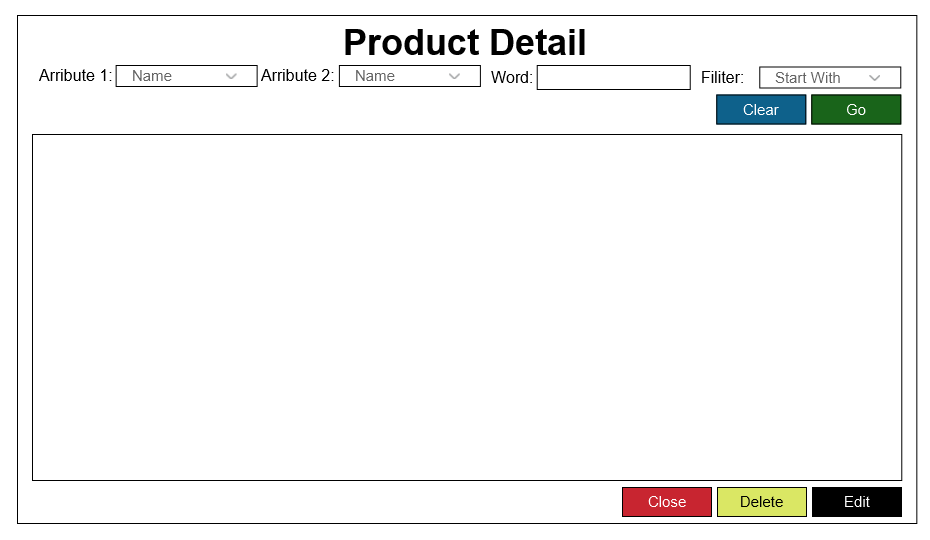 Product Detail
Arribute 1: Name Arribute 2: Name Word: Filiter: Start With
Clear Go
Close Delete Edit